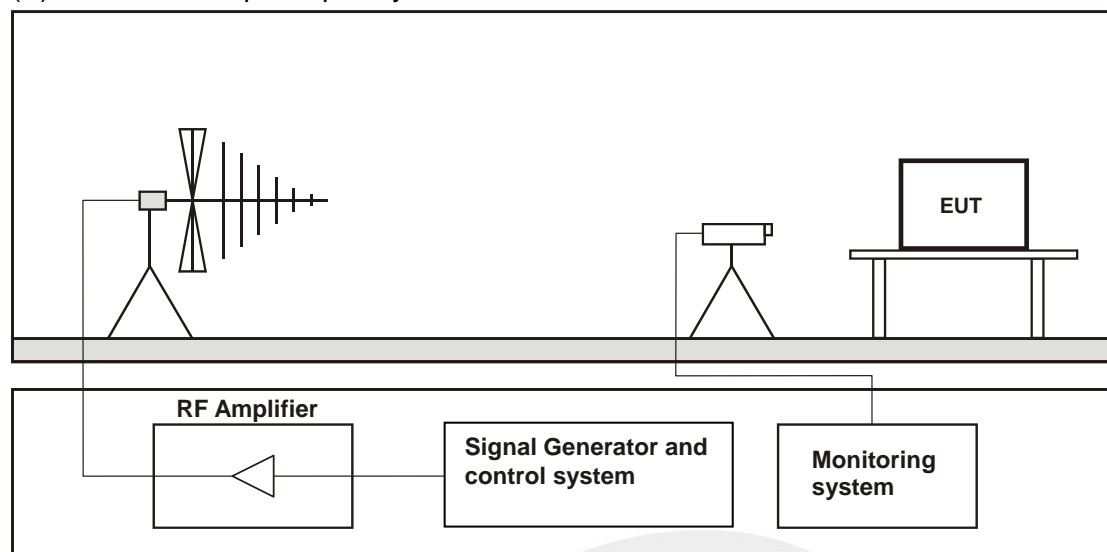 EUT
RF Amplifier
Signal Generator and
control system
Monitoring
system